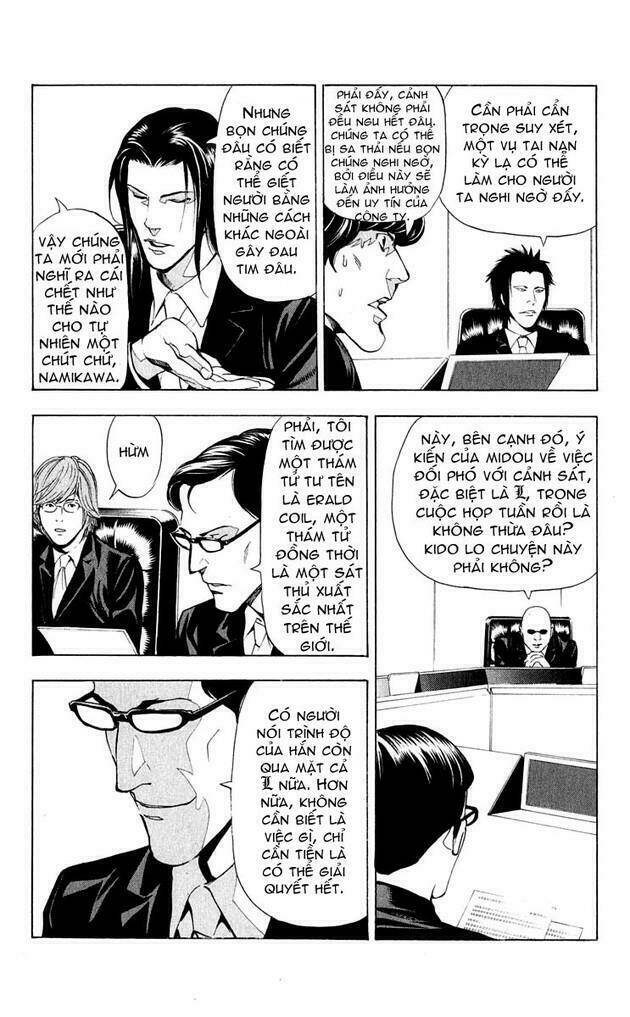 CẦN PHẢI CẨN
TRỌNG SUY XÉT,
MỘT VỤ TAI NẠN
KỲ LẠ CÓ THỂ
LÀM CHO NGƯỜI
TA NGHI NGỜ ĐẤY.
PHẢI ĐẤY, CẢNH
SÁT KHÔNG PHẢI
ĐỀU NGU HẾT ĐÂU.
CHÚNG TA CÓ THỂ
BỊ SA THẢI NẾU BỌN
CHÚNG NGHI NGỜ,
BỞI ĐIỀU NÀY SẼ
LÀM ẢNH HƯỞNG
ĐẾN UY TÍN CỦA
CÔNG TY.
NHƯNG
BỌN CHÚNG
ĐÂU CÓ BIẾT
RẰNG CÓ
THỂ GIẾT
NGƯỜI BẰNG
NHỮNG CÁCH
KHÁC NGOÀI
GÂY ĐAU
TIM ĐÂU.
VẬY CHÚNG
TA MỚI PHẢI
NGHĨ RA CÁI
CHẾT NHƯ
THẾ NÀO
CHO TỰ
NHIÊN MỘT
CHÚT CHỨ,
NAMIKAWA.
NÀY, BÊN CẠNH ĐÓ, Ý
KIẾN CỦA MIDOU VỀ VIỆC
ĐỐI PHÓ VỚI CẢNH SÁT,
ĐẶC BIỆT LÀ L, TRONG
CUỘC HỌP TUẦN RỒI LÀ
KHÔNG THỪA ĐÂU?
KIDO LO CHUYỆN NÀY
PHẢI KHÔNG?
PHẢI, TÔI
TÌM ĐƯỢC
MỘT THÁM
TỬ TƯ TÊN
LÀ ERALD
COIL, MỘT
THÁM TỬ
ĐỒNG THỜI
LÀ MỘT SÁT
THỦ XUẤT
SẮC NHẤT
TRÊN THẾ
GIỚI.
HỪM
CÓ NGƯỜI
NÓI TRÌNH ĐỘ
CỦA HẮN CÒN
QUA MẶT CẢ
L NỮA. HƠN
NỮA, KHÔNG
CẦN BIẾT LÀ
VIỆC GÌ, CHỈ
CẦN TIỀN LÀ
CÓ THỂ GIẢI
QUYẾT HẾT.